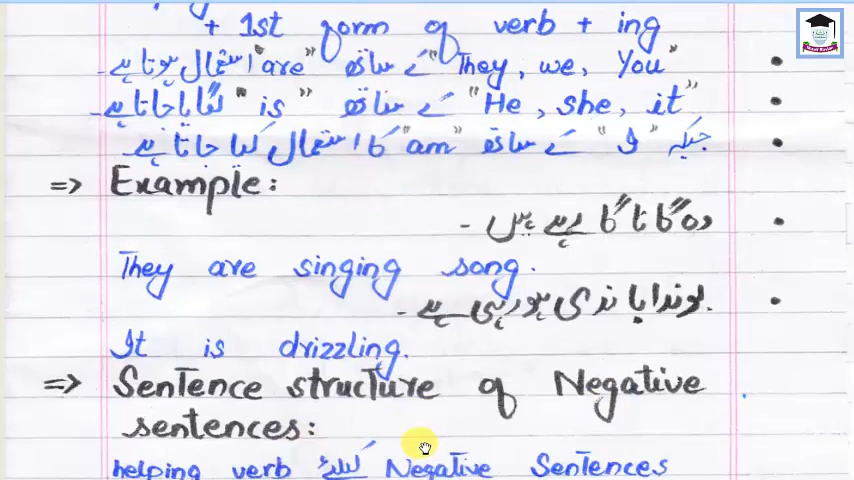 + 1st form of verb + ing
"They, we, You" کے ساتھ "are" استعمال ہوتا ہے۔
"He, she, it" کے ساتھ "is" لگایا جاتا ہے۔
جبکہ "I" کے ساتھ "am" کا استعمال کیا جاتا ہے۔
=> Example:
وہ گانا گا رہے ہیں۔
They are singing song.
بوندا باندی ہو رہی ہے۔
It is drizzling.
=> Sentence structure of Negative
sentences:
helping verb کیلئے Negative Sentences